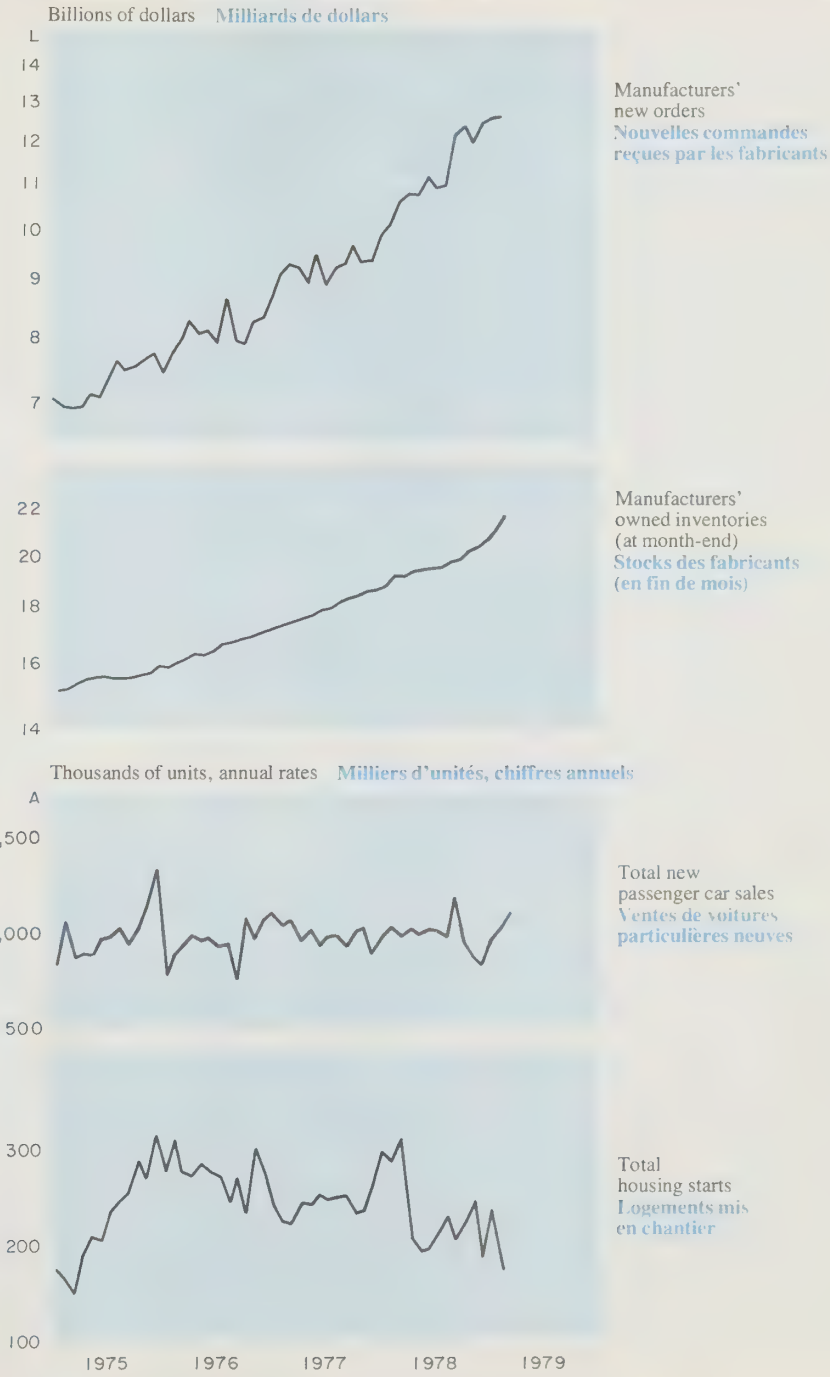 Billions of dollars Milliards de dollars
L
14
13
12
11
10
9
8
7
Manufacturers'
new orders
Nouvelles commandes
reçues par les fabricants
22
20
18
16
14
Manufacturers'
owned inventories
(at month-end)
Stocks des fabricants
(en fin de mois)
Thousands of units, annual rates Milliers d'unités, chiffres annuels
A
,500
,000
500
Total new
passenger car sales
Ventes de voitures
particulières neuves
300
200
100
Total
housing starts
Logements mis
en chantier
1975 1976 1977 1978 1979